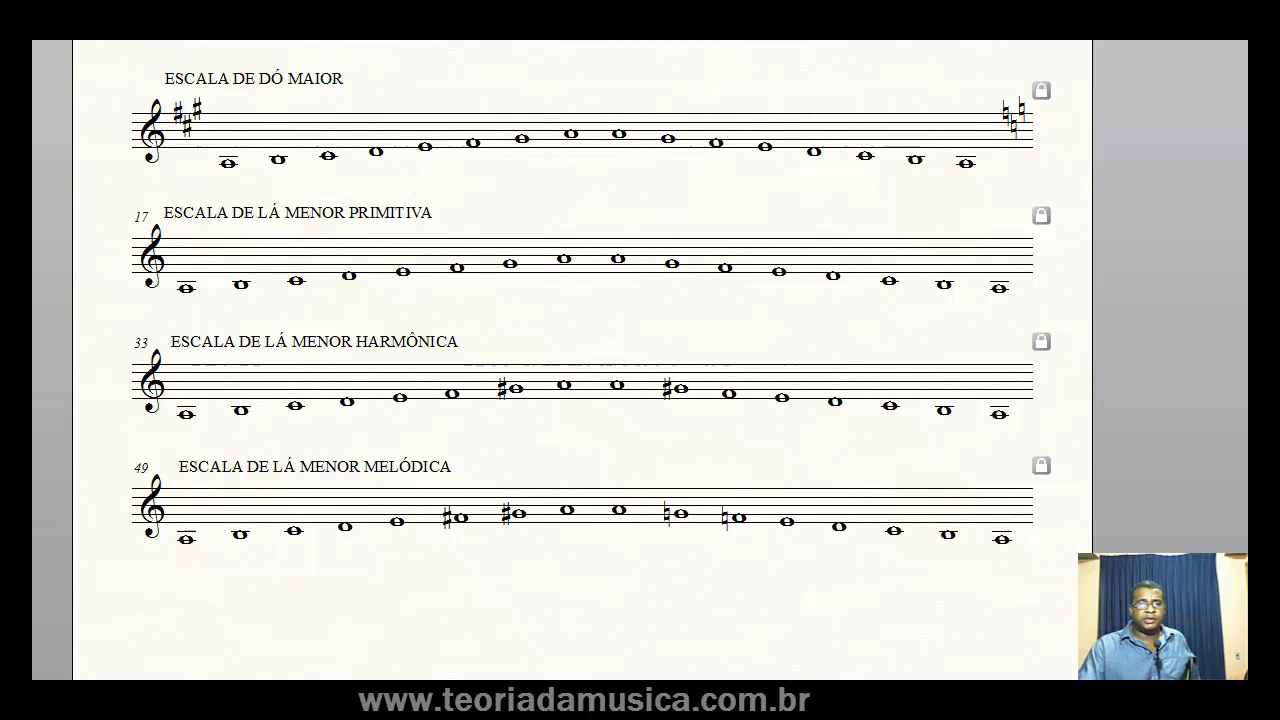 ESCALA DE DÓ MAIOR
17 ESCALA DE LÁ MENOR PRIMITIVA
33 ESCALA DE LÁ MENOR HARMÔNICA
49 ESCALA DE LÁ MENOR MELÓDICA
www.teoriadamusica.com.br